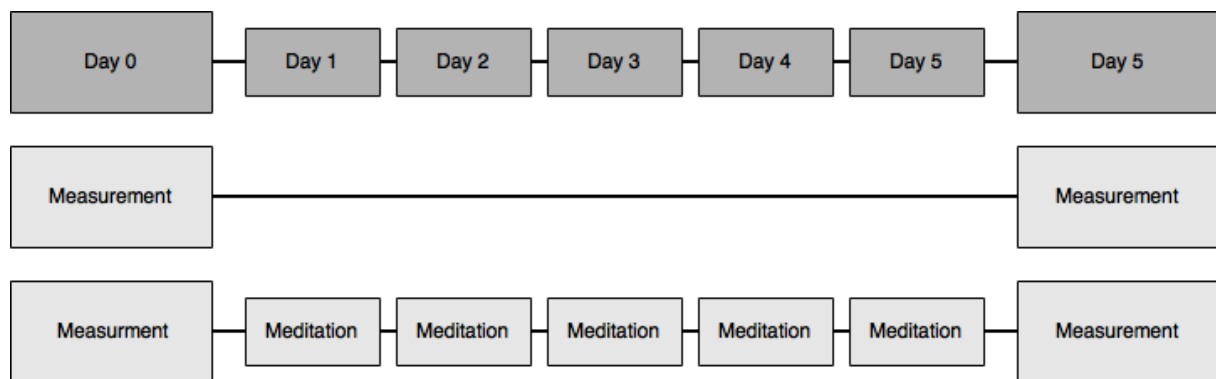 Day 0 Day 1 Day 2 Day 3 Day 4 Day 5 Day 5
Measurement Measurement
Measurment Meditation Meditation Meditation Meditation Meditation Measurement